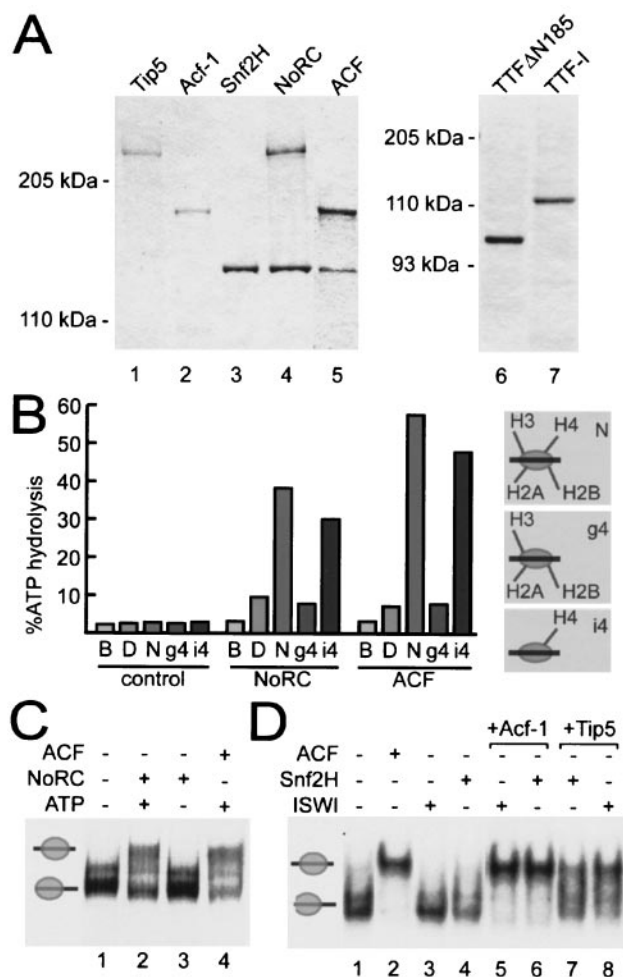 A
Tip5 Acf-1 Snf2H NoRC ACF
TTFΔN185 TTF-I
205 kDa -
110 kDa -
1 2 3 4 5
205 kDa -
110 kDa -
93 kDa -
6 7
B
%ATP hydrolysis
60
50
40
30
20
10
B D N g4 i4 B D N g4 i4 B D N g4 i4
control NoRC ACF
H3 H4 N
H2A H2B
H3 g4
H2A H2B
H4 i4
C
ACF - - - +
NoRC - + + -
ATP - + - +
1 2 3 4
D
+Acf-1 +Tip5
ACF - + - - - - - -
Snf2H - - - + - + + -
ISWI - - + - + - - +
1 2 3 4 5 6 7 8